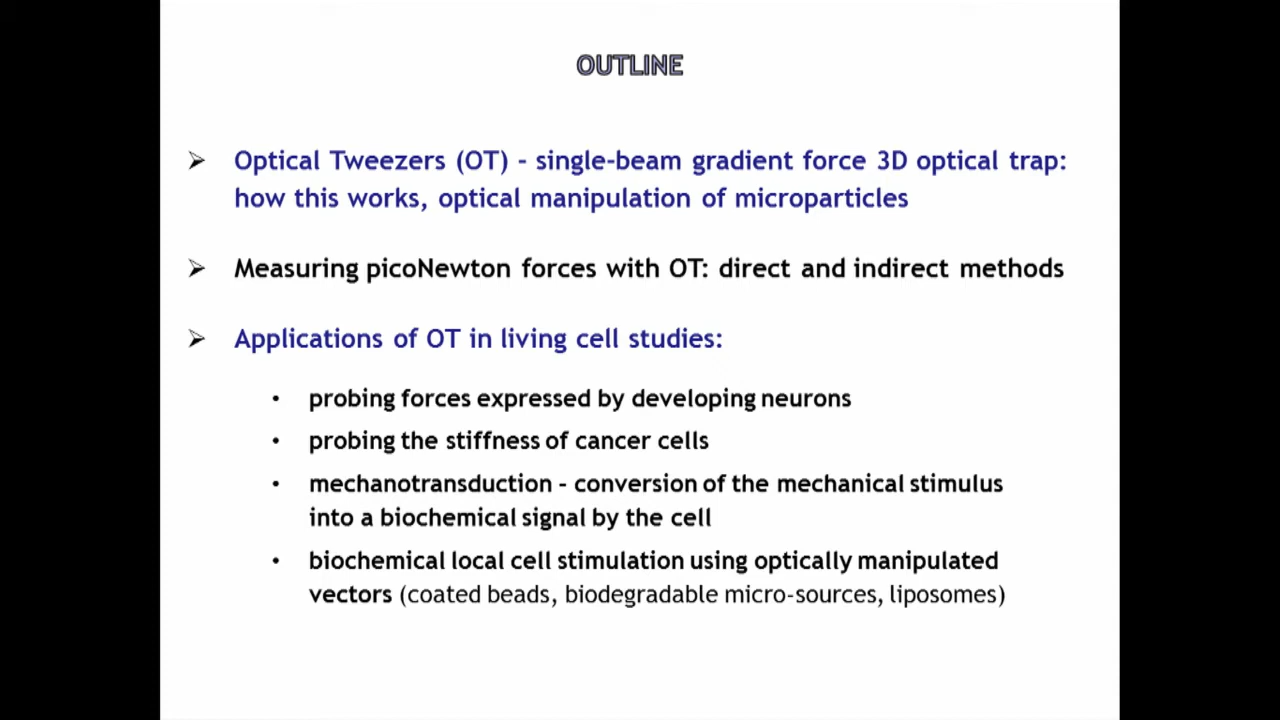 OUTLINE
➢ Optical Tweezers (OT) - single-beam gradient force 3D optical trap:
how this works, optical manipulation of microparticles
➢ Measuring picoNewton forces with OT: direct and indirect methods
➢ Applications of OT in living cell studies:
• probing forces expressed by developing neurons
• probing the stiffness of cancer cells
• mechanotransduction - conversion of the mechanical stimulus
into a biochemical signal by the cell
• biochemical local cell stimulation using optically manipulated
vectors (coated beads, biodegradable micro-sources, liposomes)